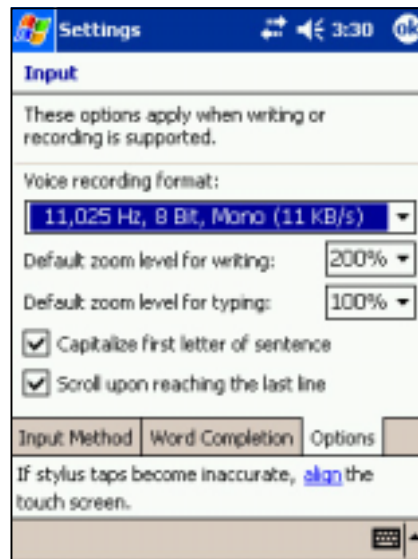 Settings 3:30 ok
Input
These options apply when writing or
recording is supported.
Voice recording format:
11,025 Hz, 8 Bit, Mono (11 KB/s)
Default zoom level for writing: 200%
Default zoom level for typing: 100%
Capitalize first letter of sentence
Scroll upon reaching the last line
Input Method Word Completion Options
If stylus taps become inaccurate, align the
touch screen.